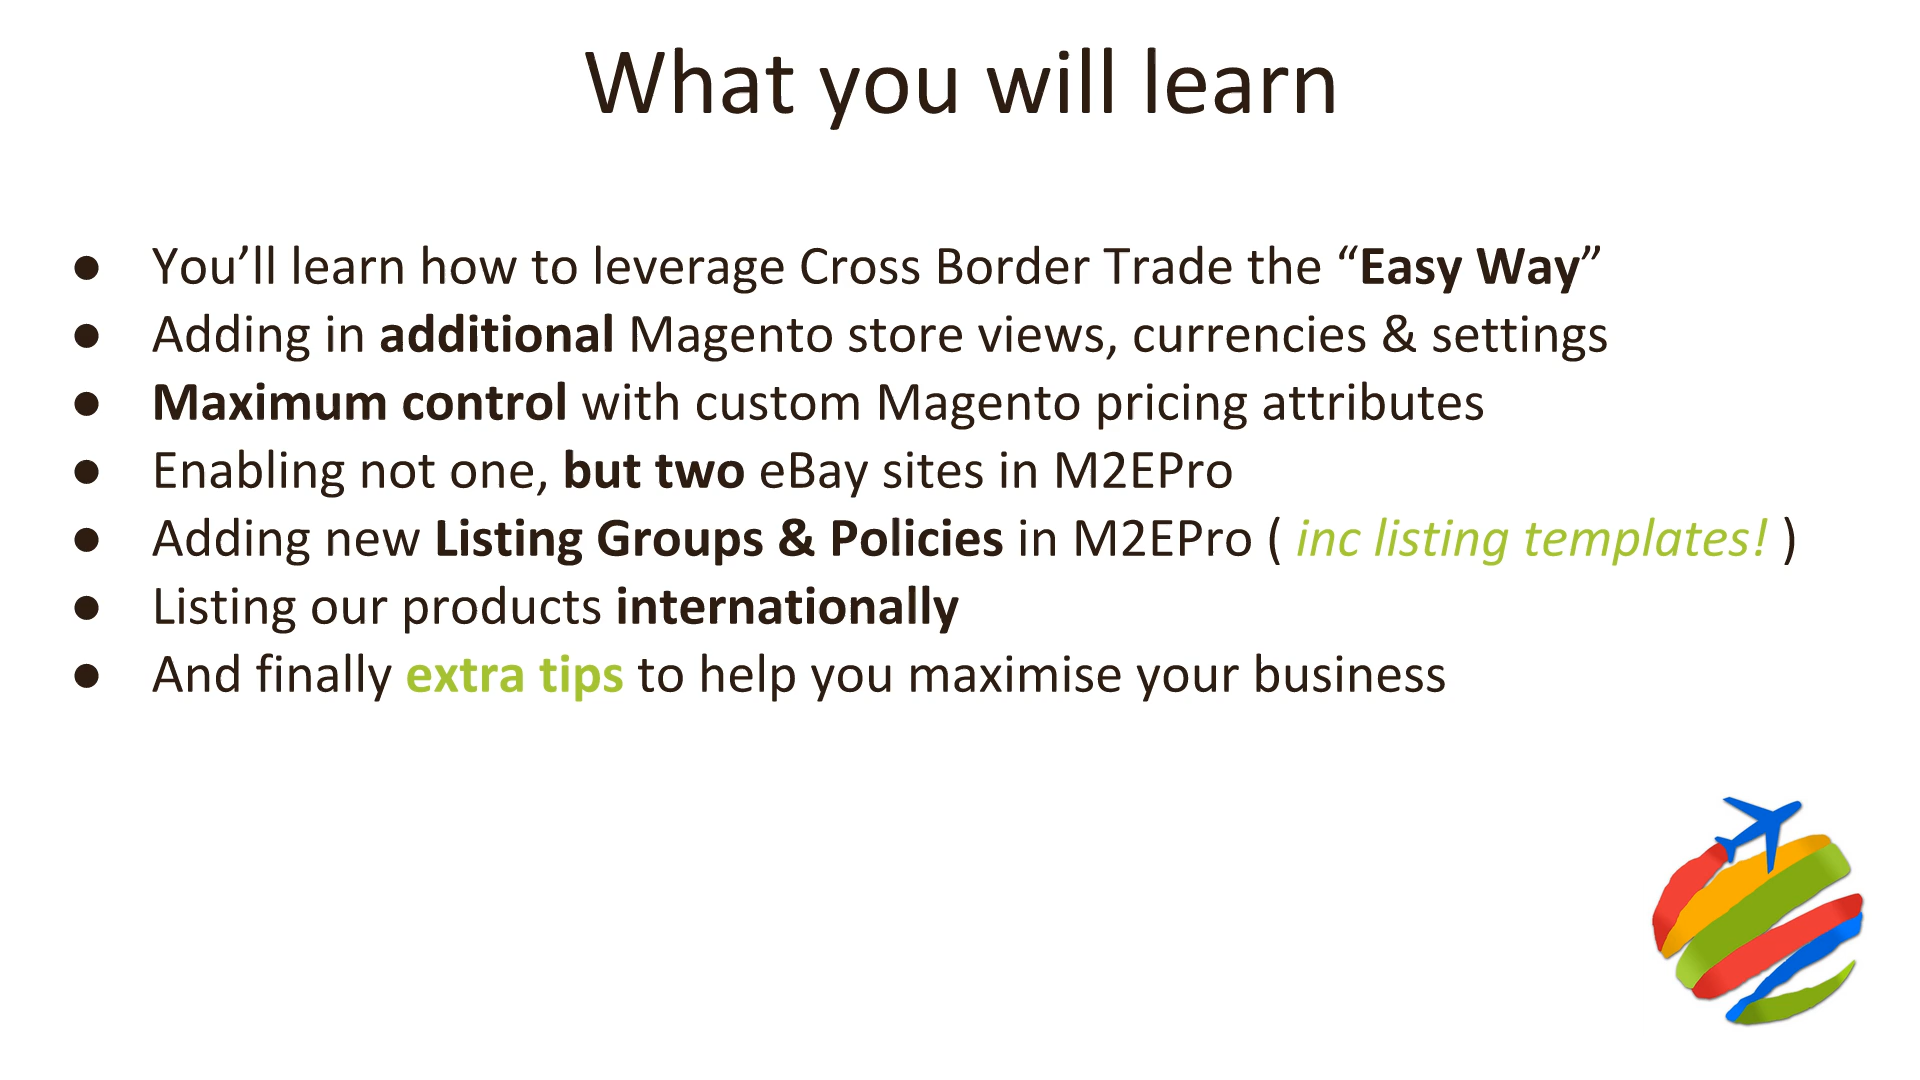 What you will learn
● You’ll learn how to leverage Cross Border Trade the “Easy Way”
● Adding in additional Magento store views, currencies & settings
● Maximum control with custom Magento pricing attributes
● Enabling not one, but two eBay sites in M2EPro
● Adding new Listing Groups & Policies in M2EPro ( inc listing templates! )
● Listing our products internationally
● And finally extra tips to help you maximise your business